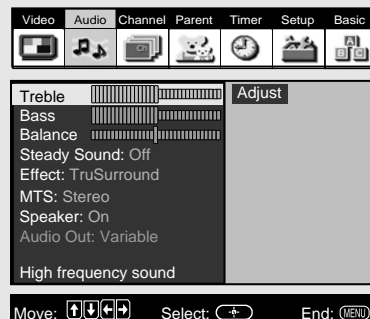 Video Audio Channel Parent Timer Setup Basic
Ch
A
B C
Treble
Adjust
Bass
Balance
Steady Sound: Off
Effect: TruSurround
MTS: Stereo
Speaker: On
Audio Out: Variable
High frequency sound
Move: Select: End: MENU